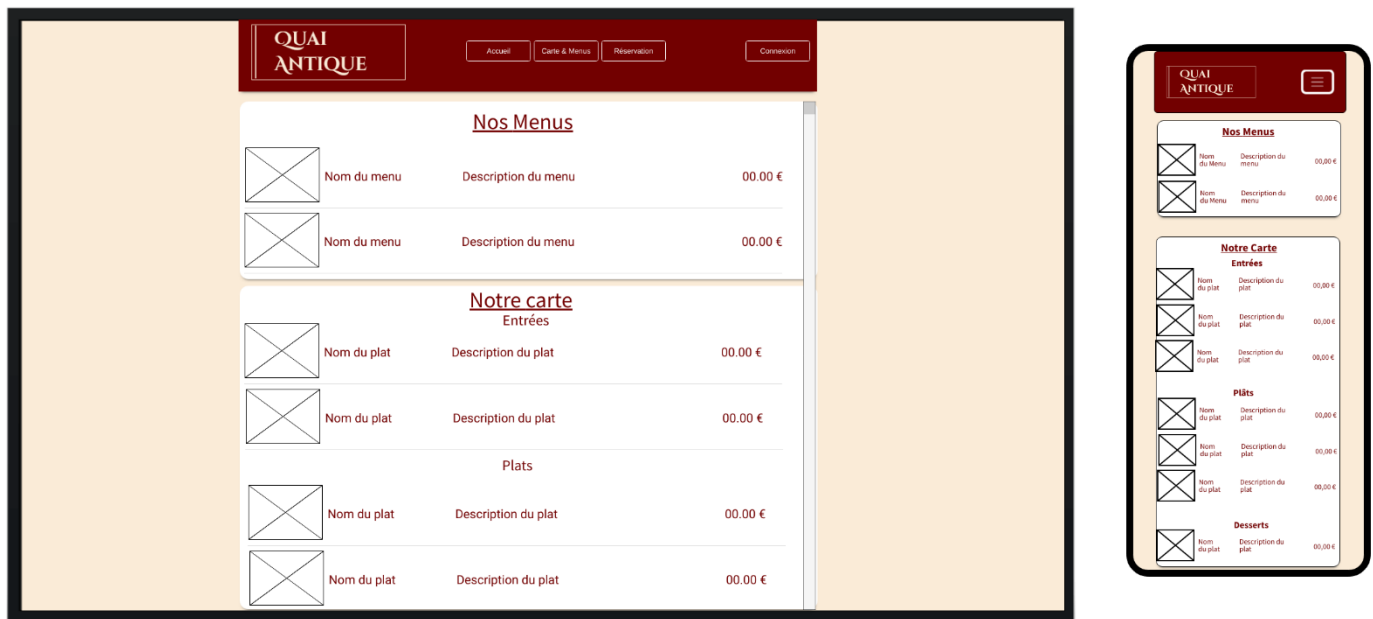 QUAI
ANTIQUE
Accueil Carte & Menus Réservation Connexion
Nos Menus
Nom du menu Description du menu 00.00 €
Nom du menu Description du menu 00.00 €
Notre carte
Entrées
Nom du plat Description du plat 00.00 €
Nom du plat Description du plat 00.00 €
Plats
Nom du plat Description du plat 00.00 €
Nom du plat Description du plat 00.00 €
QUAI
ANTIQUE
Nos Menus
Nom
du Menu
Description du
menu
00,00 €
Nom
du Menu
Description du
menu
00,00 €
Notre Carte
Entrées
Nom
du plat
Description du
plat
00,00 €
Nom
du plat
Description du
plat
00,00 €
Nom
du plat
Description du
plat
00,00 €
Plâts
Nom
du plat
Description du
plat
00,00 €
Nom
du plat
Description du
plat
00,00 €
Nom
du plat
Description du
plat
00,00 €
Desserts
Nom
du plat
Description du
plat
00,00 €